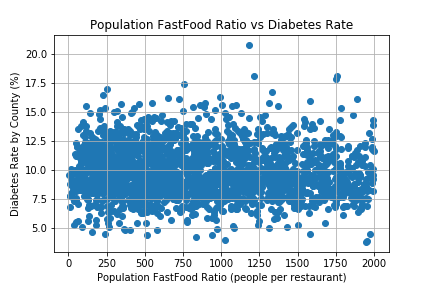 Population FastFood Ratio vs Diabetes Rate
20.0
17.5
15.0
12.5
10.0
7.5
5.0
Diabetes Rate by County (%)
0 250 500 750 1000 1250 1500 1750 2000
Population FastFood Ratio (people per restaurant)